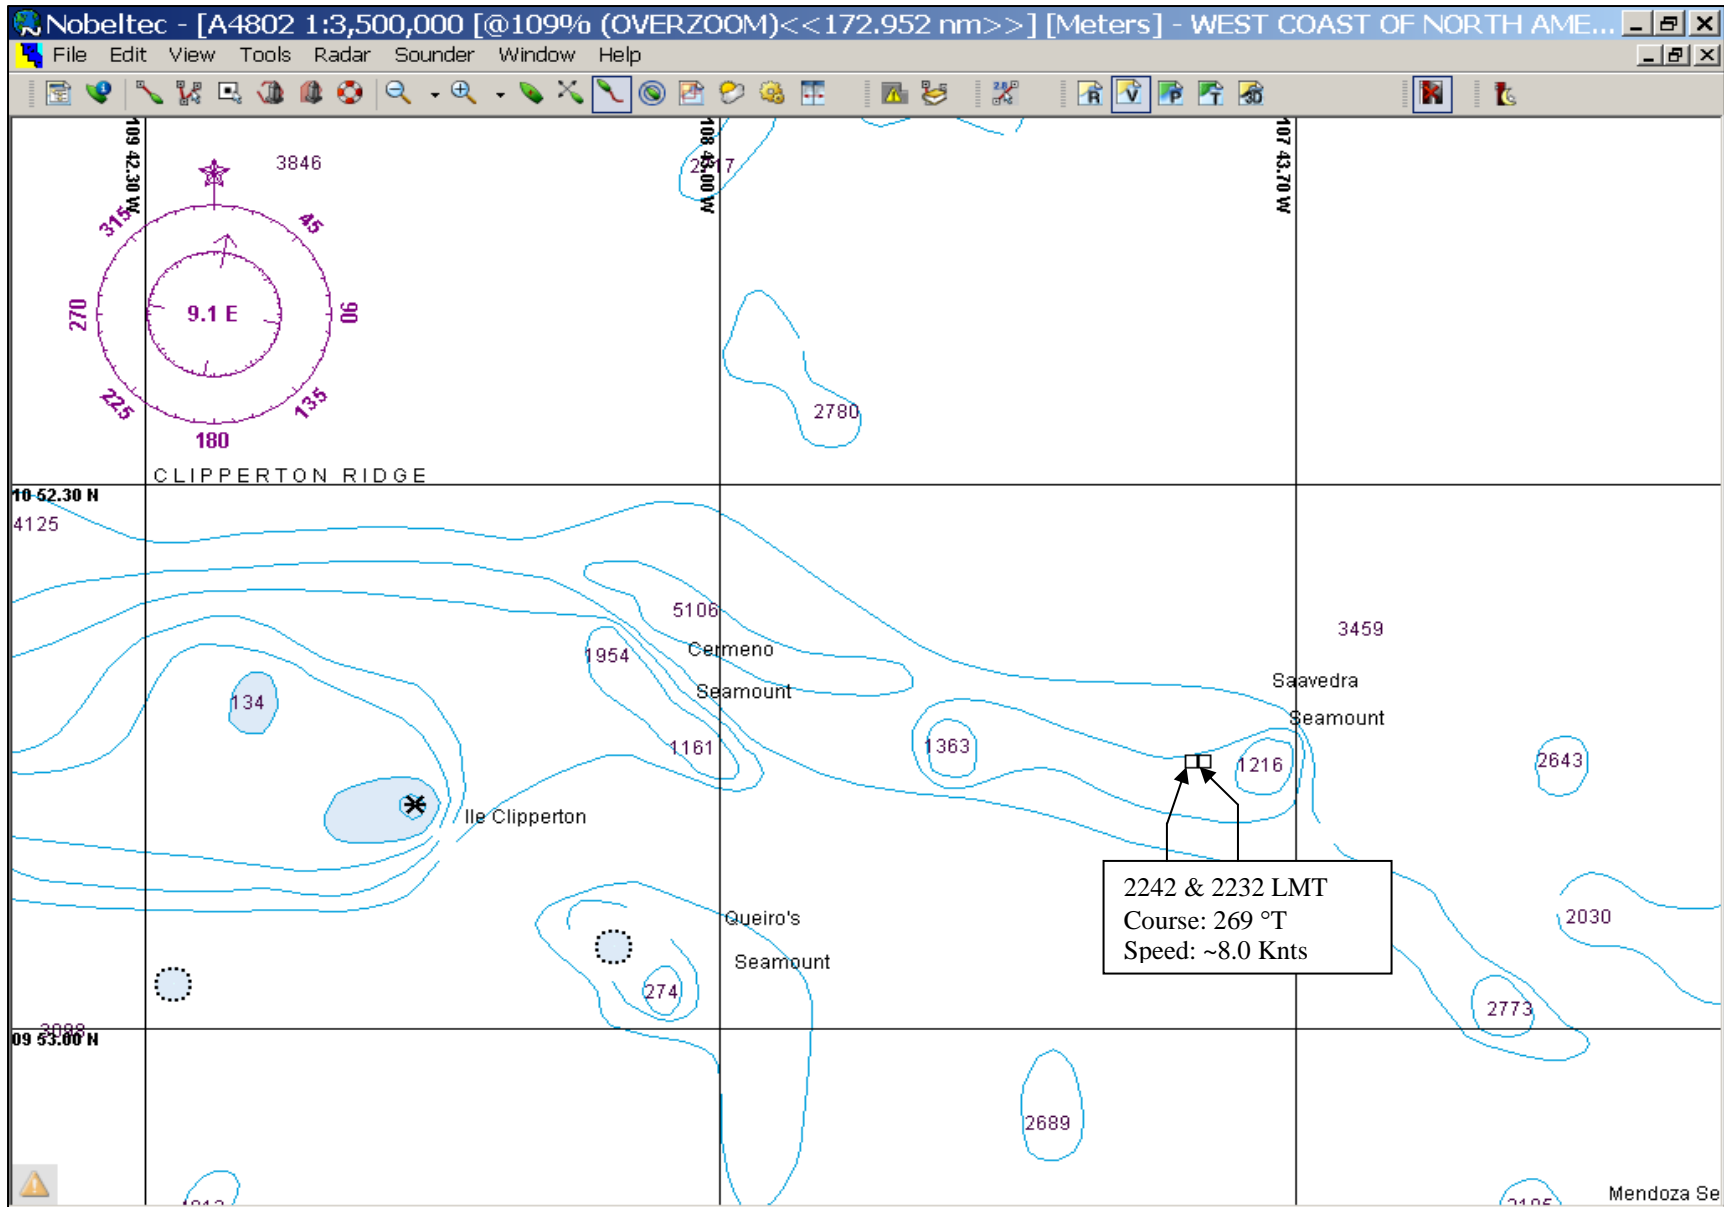 Nobeltec - [A4802 1:3,500,000 [@109% (OVERZOOM)<<172.952 nm>>] [Meters] - WEST COAST OF NORTH AME...
File Edit View Tools Radar Sounder Window Help
109 42.30 W
108 43.00 W
107 43.70 W
3846
2917
315
45
270
9.1 E
90
225
135
180
2780
CLIPPERTON RIDGE
10 52.30 N
4125
5106
3459
Cermeno
1954
Saavedra
Seamount
134
Seamount
1161
1363
1216
2643
Ile Clipperton
2242 & 2232 LMT
Course: 269 °T
Speed: ~8.0 Knts
Queiro's
2030
Seamount
274
2773
09 53.00 N
2689
Mendoza Se